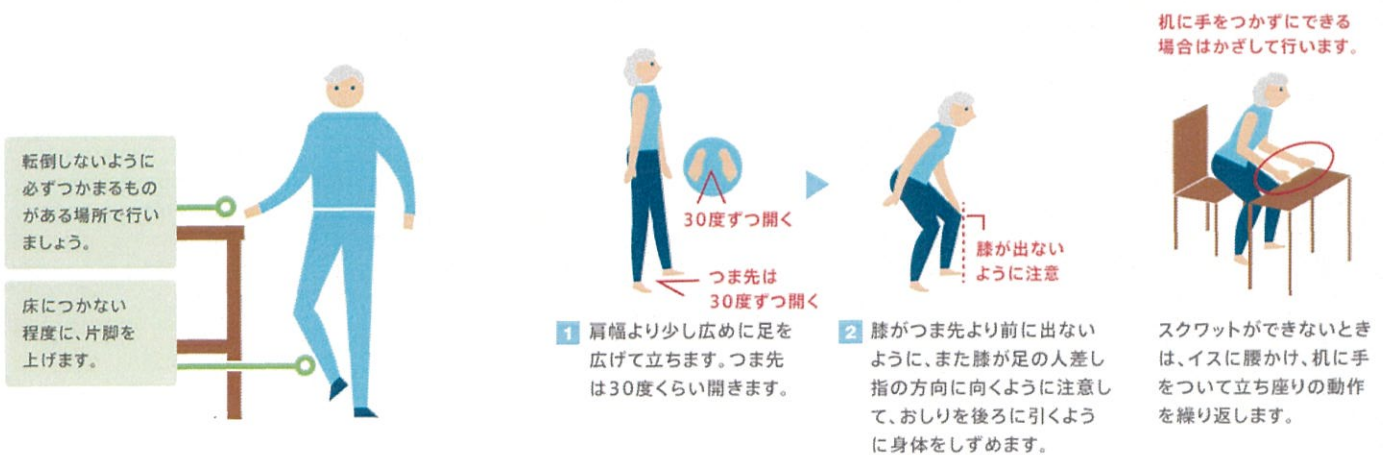 転倒しないように
必ずつかまるもの
がある場所で行い
ましょう。
床につかない
程度に、片脚を
上げます。
30度ずつ開く
つま先は
30度ずつ開く
1 肩幅より少し広めに足を
広げて立ちます。つま先
は30度くらい開きます。
膝が出ない
ように注意
2 膝がつま先より前に出ない
ように、また膝が足の人差し
指の方向に向くように注意し
て、おしりを後ろに引くよう
に身体をしずめます。
机に手をつかずにできる
場合はかざして行います。
スクワットができないとき
は、イスに腰かけ、机に手
をついて立ち座りの動作
を繰り返します。